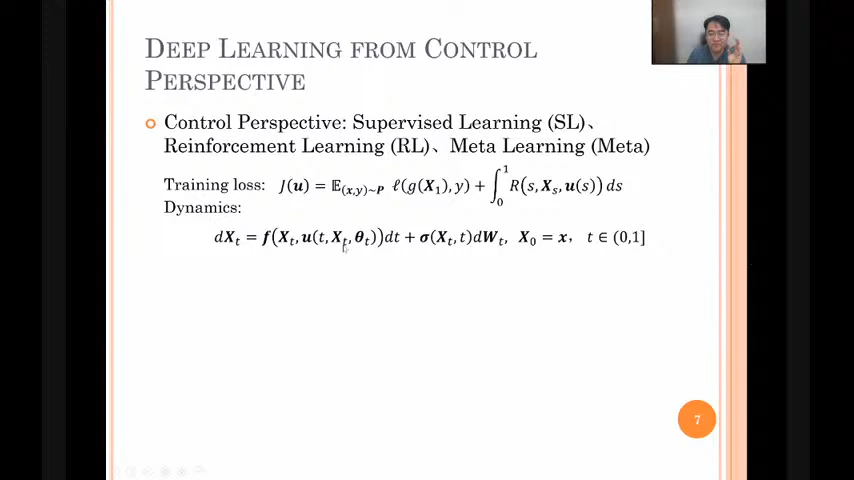 DEEP LEARNING FROM CONTROL
PERSPECTIVE
Control Perspective: Supervised Learning (SL)、
Reinforcement Learning (RL)、Meta Learning (Meta)
Training loss: J(𝒖) = 𝔼₍ₓ,ᵧ₎~𝑷 ℓ(g(𝑿₁), y) + ∫₀¹ R(s, 𝑿ₛ, 𝒖(s)) ds
Dynamics:
d𝑿ₜ = 𝒇(𝑿ₜ, 𝒖(t, 𝑿ₜ, 𝜽ₜ))dt + 𝝈(𝑿ₜ, t)d𝑾ₜ, X₀ = 𝒙, t ∈ (0,1]
7